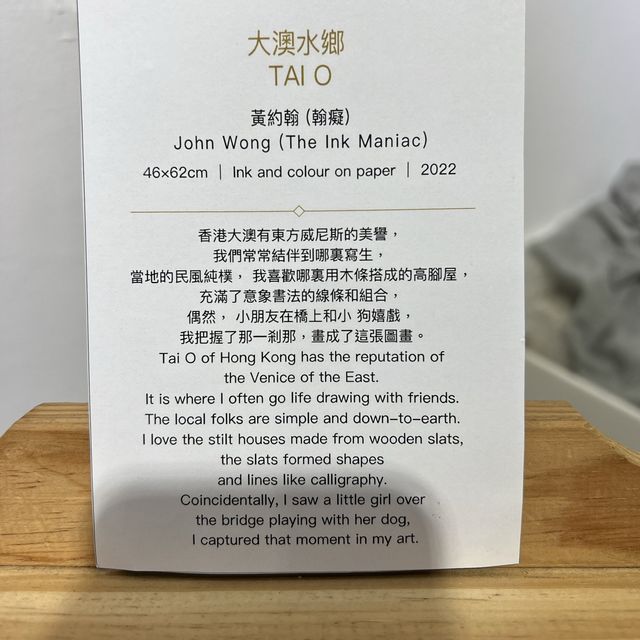 大澳水鄉
TAI O
黃約翰 (翰癡)
John Wong (The Ink Maniac)
46×62cm | Ink and colour on paper | 2022
香港大澳有東方威尼斯的美譽，
我們常常結伴到哪裏寫生，
當地的民風純樸， 我喜歡哪裏用木條搭成的高腳屋，
充滿了意象書法的線條和組合，
偶然， 小朋友在橋上和小 狗嬉戲，
我把握了那一剎那，畫成了這張圖畫。
Tai O of Hong Kong has the reputation of
the Venice of the East.
It is where I often go life drawing with friends.
The local folks are simple and down-to-earth.
I love the stilt houses made from wooden slats,
the slats formed shapes
and lines like calligraphy.
Coincidentally, I saw a little girl over
the bridge playing with her dog,
I captured that moment in my art.